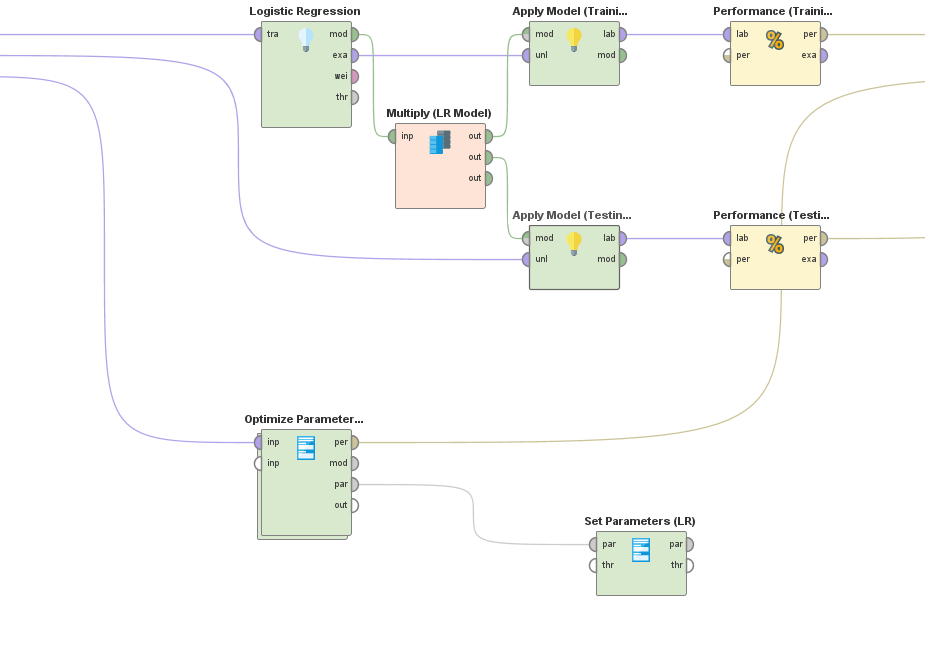 Logistic Regression
tra
mod
exa
wei
thr
Apply Model (Traini...
mod
unl
lab
mod
Performance (Traini...
lab
per
per
exa
Multiply (LR Model)
inp
out
out
out
Apply Model (Testin...
mod
unl
lab
mod
Performance (Testi...
lab
per
per
exa
Optimize Parameter...
inp
inp
per
mod
par
out
Set Parameters (LR)
par
thr
par
thr